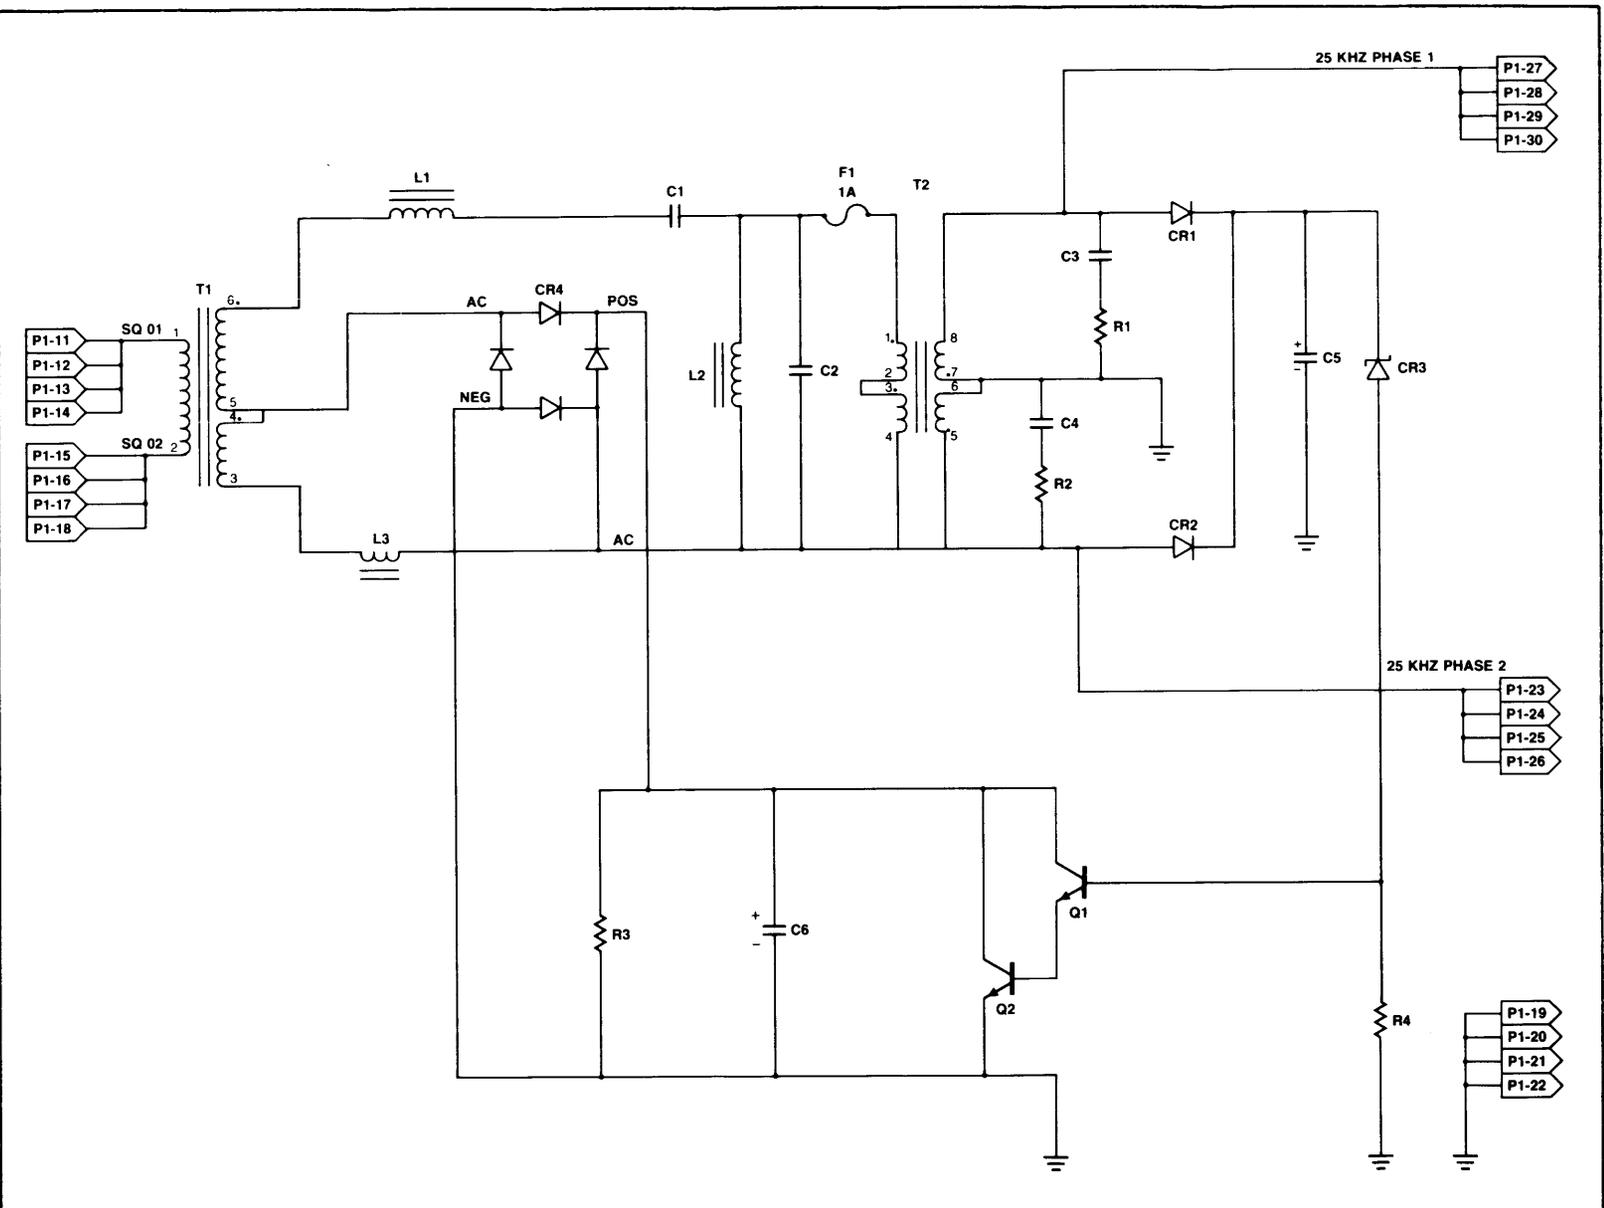 25 KHZ PHASE 1
P1-27
P1-28
P1-29
P1-30
L1
C1
F1
1A
T2
CR1
C3
R1
T1
6.
AC
CR4
POS
SQ 01
1
P1-11
P1-12
P1-13
P1-14
5
4.
NEG
L2
C2
1.
2
3.
4
8
.7
6
.5
C4
R2
+
C5
-
CR3
SQ 02
2
P1-15
P1-16
P1-17
P1-18
3
L3
AC
CR2
25 KHZ PHASE 2
P1-23
P1-24
P1-25
P1-26
R3
+
C6
-
Q1
Q2
R4
P1-19
P1-20
P1-21
P1-22